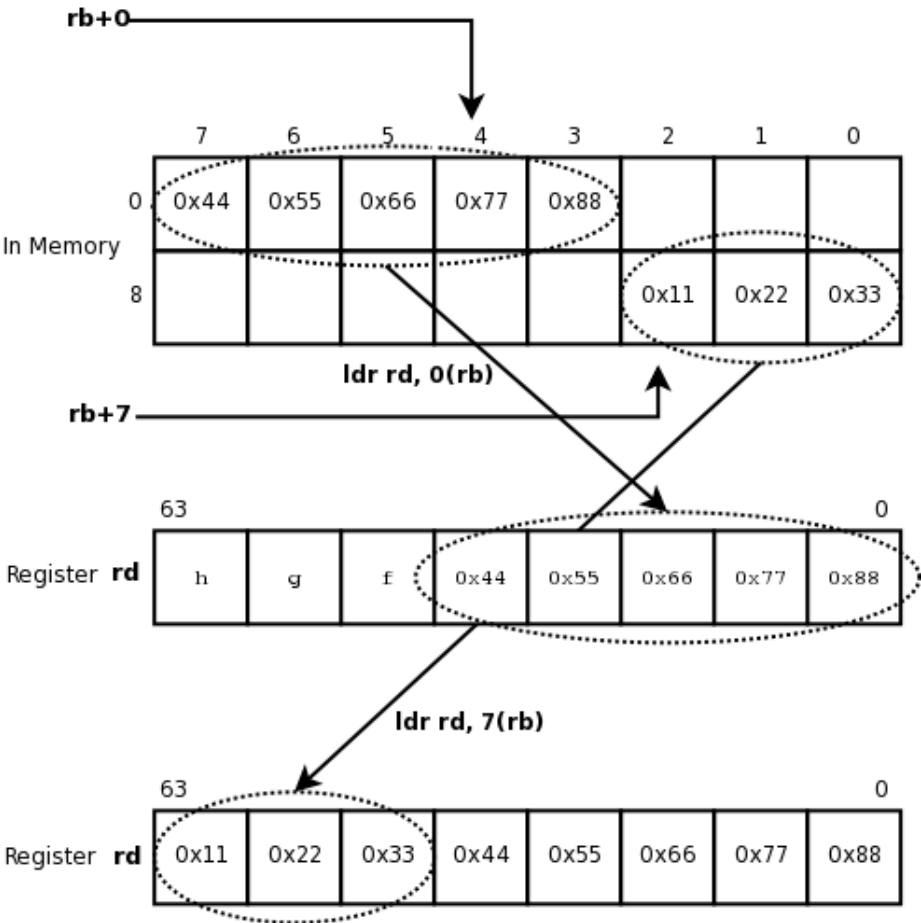 rb+0
7 6 5 4 3 2 1 0
0 0x44 0x55 0x66 0x77 0x88
In Memory
8 0x11 0x22 0x33
ldr rd, 0(rb)
rb+7
63 0
Register rd h g f 0x44 0x55 0x66 0x77 0x88
ldr rd, 7(rb)
63 0
Register rd 0x11 0x22 0x33 0x44 0x55 0x66 0x77 0x88